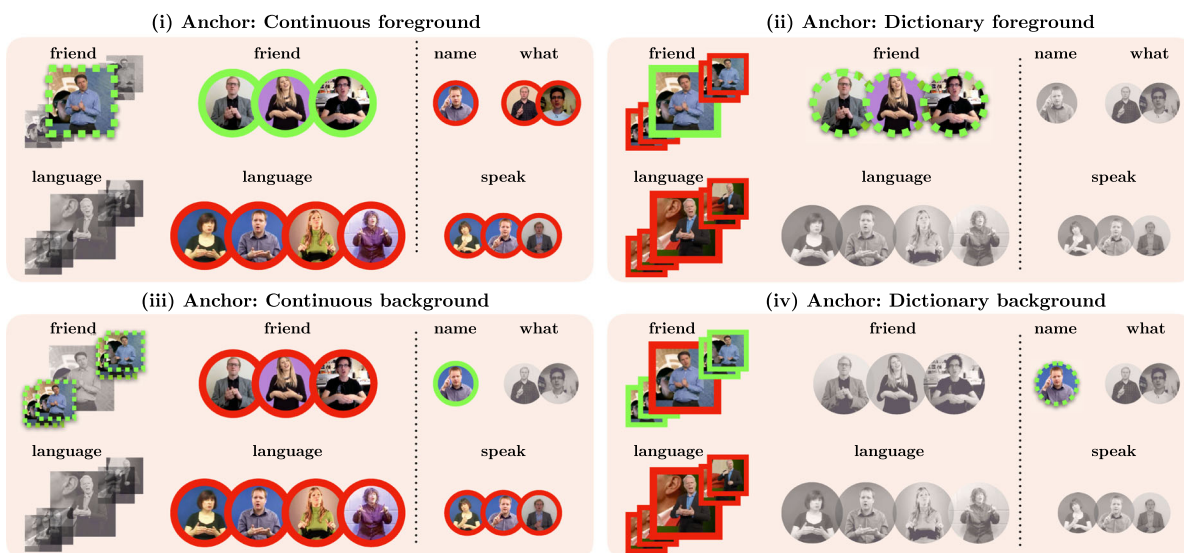 (i) Anchor: Continuous foreground
friend friend name what
language language speak
(ii) Anchor: Dictionary foreground
friend friend name what
language language speak
(iii) Anchor: Continuous background
friend friend name what
language language speak
(iv) Anchor: Dictionary background
friend friend name what
language language speak